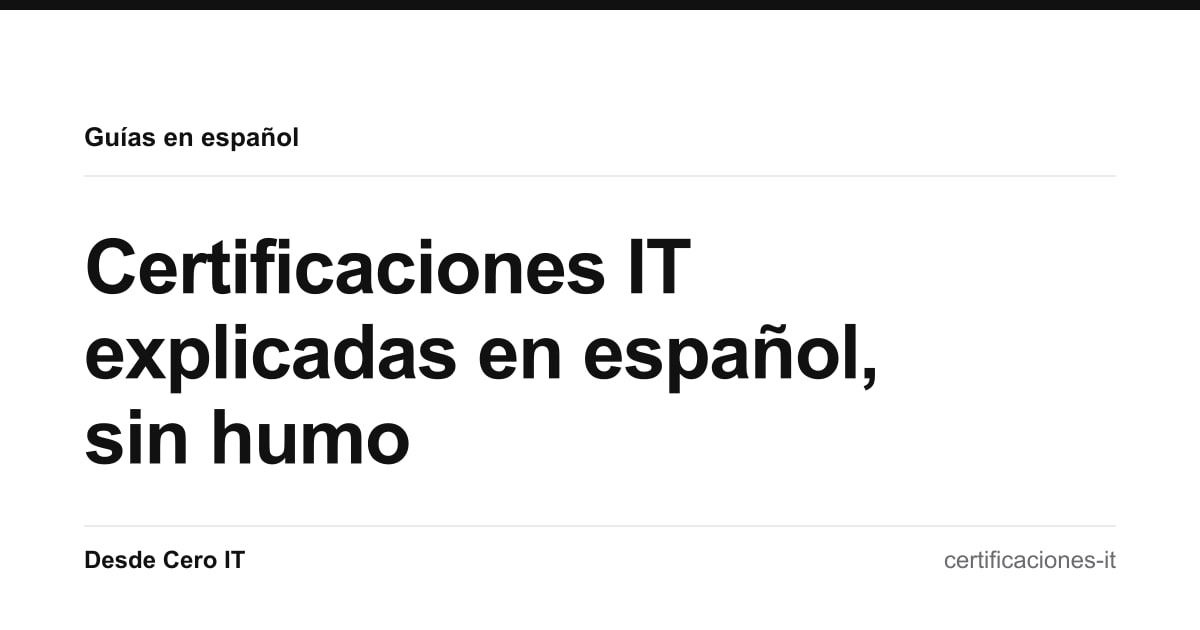 Guías en español
Certificaciones IT
explicadas en español,
sin humo
Desde Cero IT
certificaciones-it